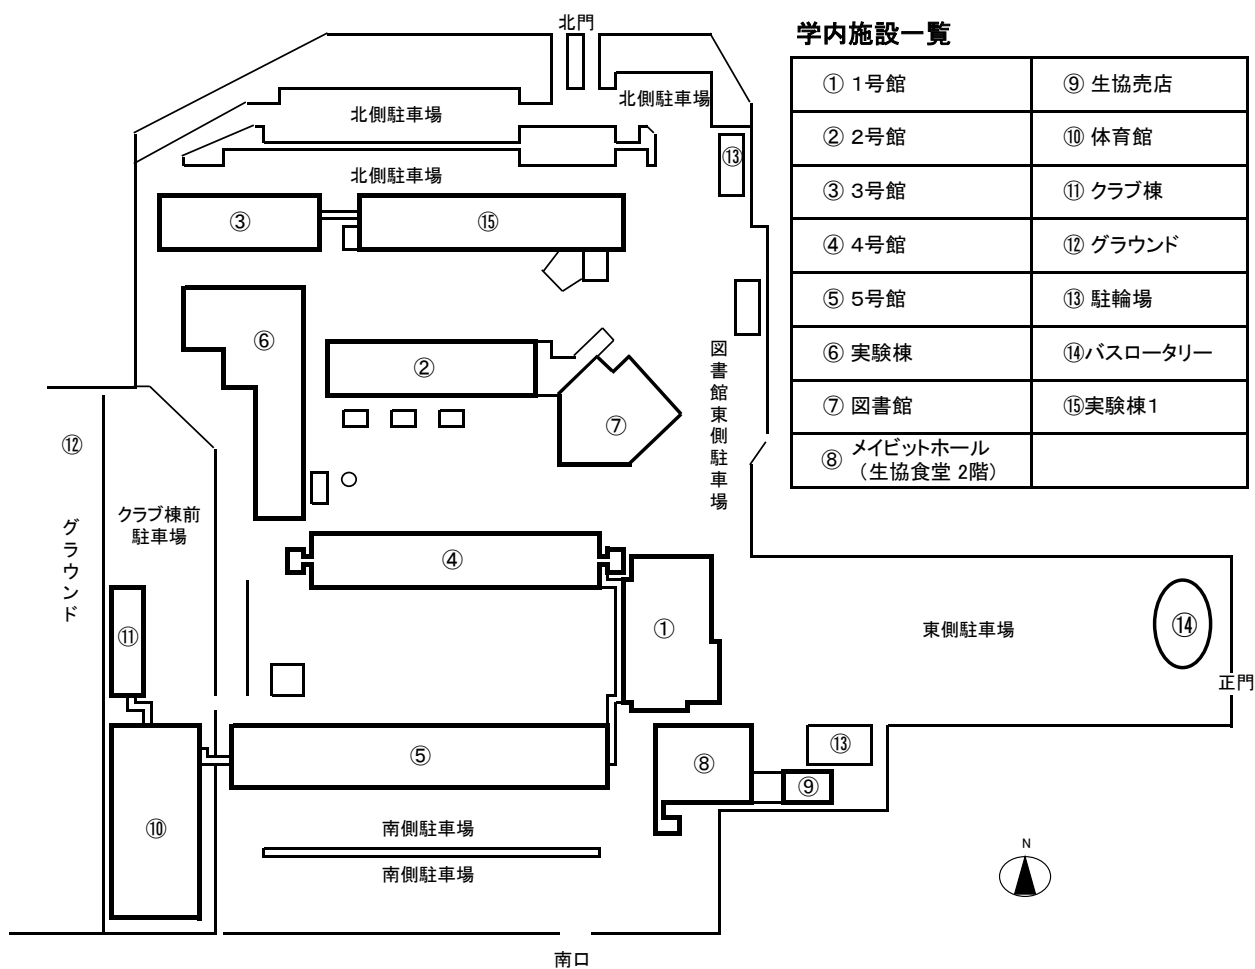 北門
学内施設一覧
① 1号館
⑨ 生協売店
② 2号館
⑩ 体育館
③ 3号館
⑪ クラブ棟
④ 4号館
⑫ グラウンド
⑤ 5号館
⑬ 駐輪場
⑥ 実験棟
⑭バスロータリー
⑦ 図書館
⑮実験棟1
⑧ メイビットホール
(生協食堂 2階)
北側駐車場
北側駐車場
⑬
北側駐車場
③
⑮
⑥
②
図書館東側駐車場
⑦
⑫
グラウンド
クラブ棟前
駐車場
④
⑪
①
東側駐車場
⑭
正門
⑤
⑧
⑬
⑨
⑩
南側駐車場
南側駐車場
N
南口